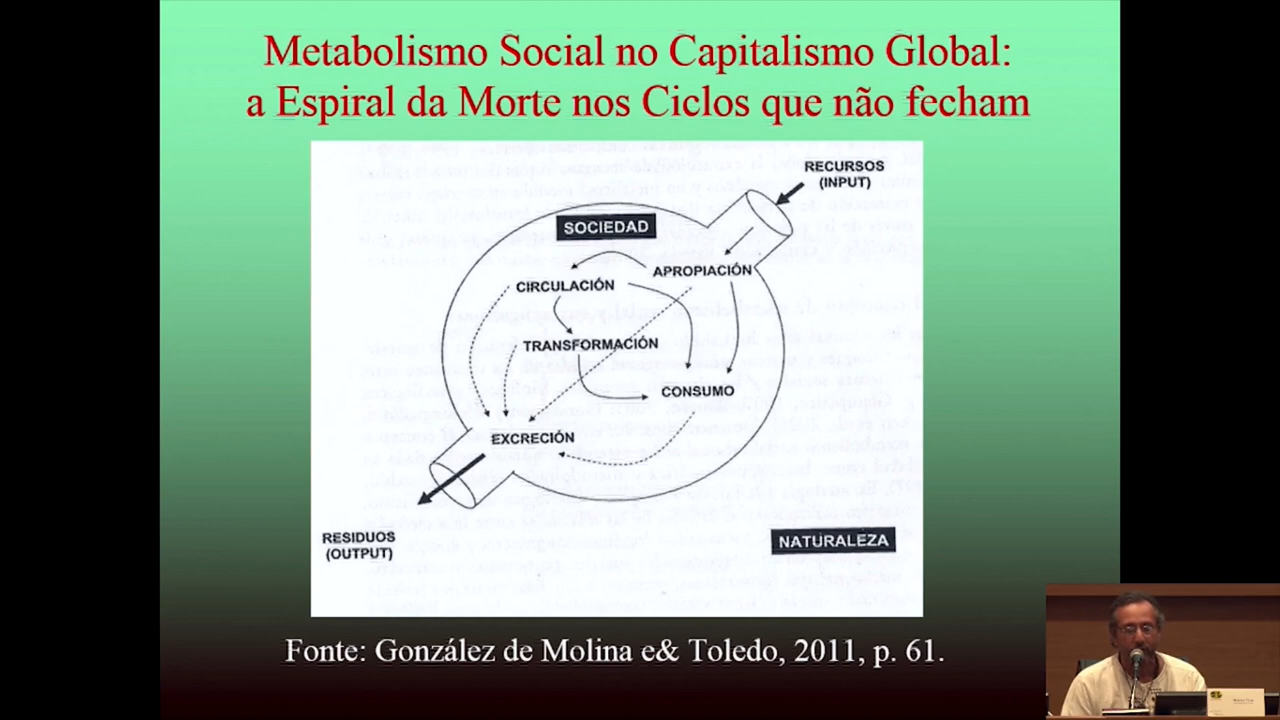 Metabolismo Social no Capitalismo Global:
a Espiral da Morte nos Ciclos que não fecham
RECURSOS
(INPUT)
SOCIEDAD
APROPIACIÓN
CIRCULACIÓN
TRANSFORMACIÓN
CONSUMO
EXCRECIÓN
RESIDUOS
(OUTPUT)
NATURALEZA
Fonte: González de Molina e& Toledo, 2011, p. 61.